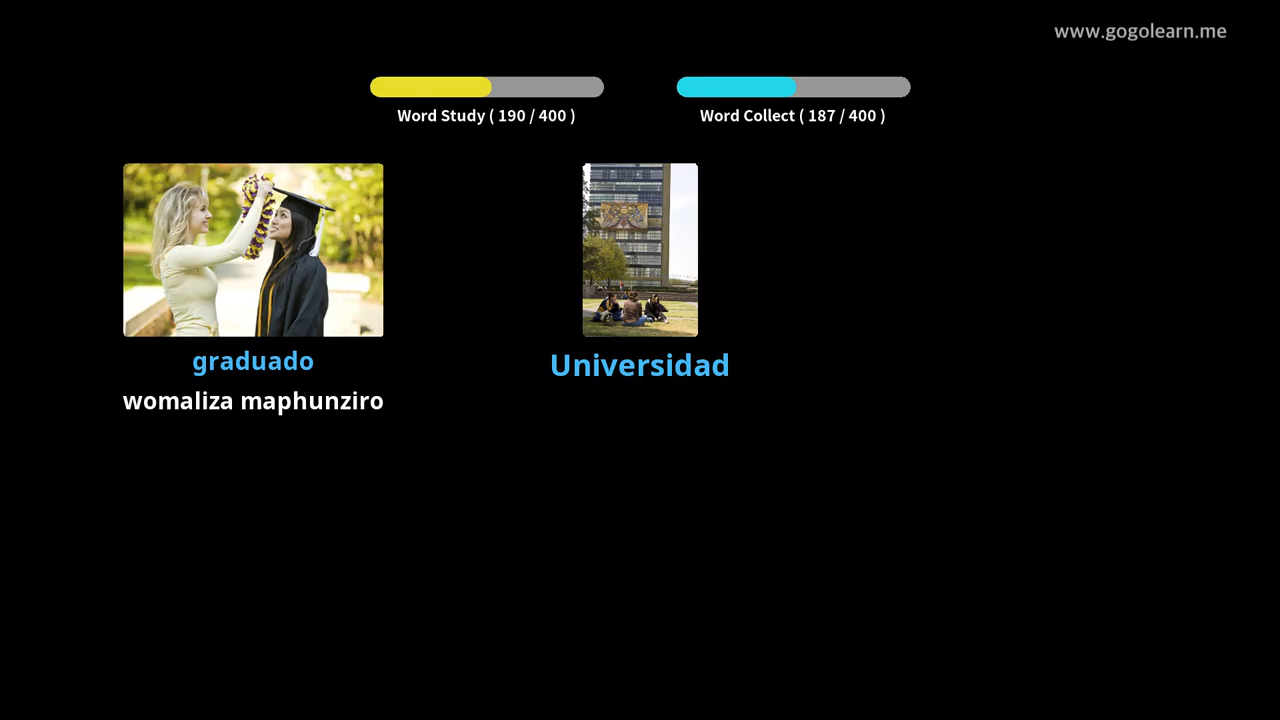 www.gogolearn.me
Word Study ( 190 / 400 )
Word Collect ( 187 / 400 )
graduado
womaliza maphunziro
Universidad